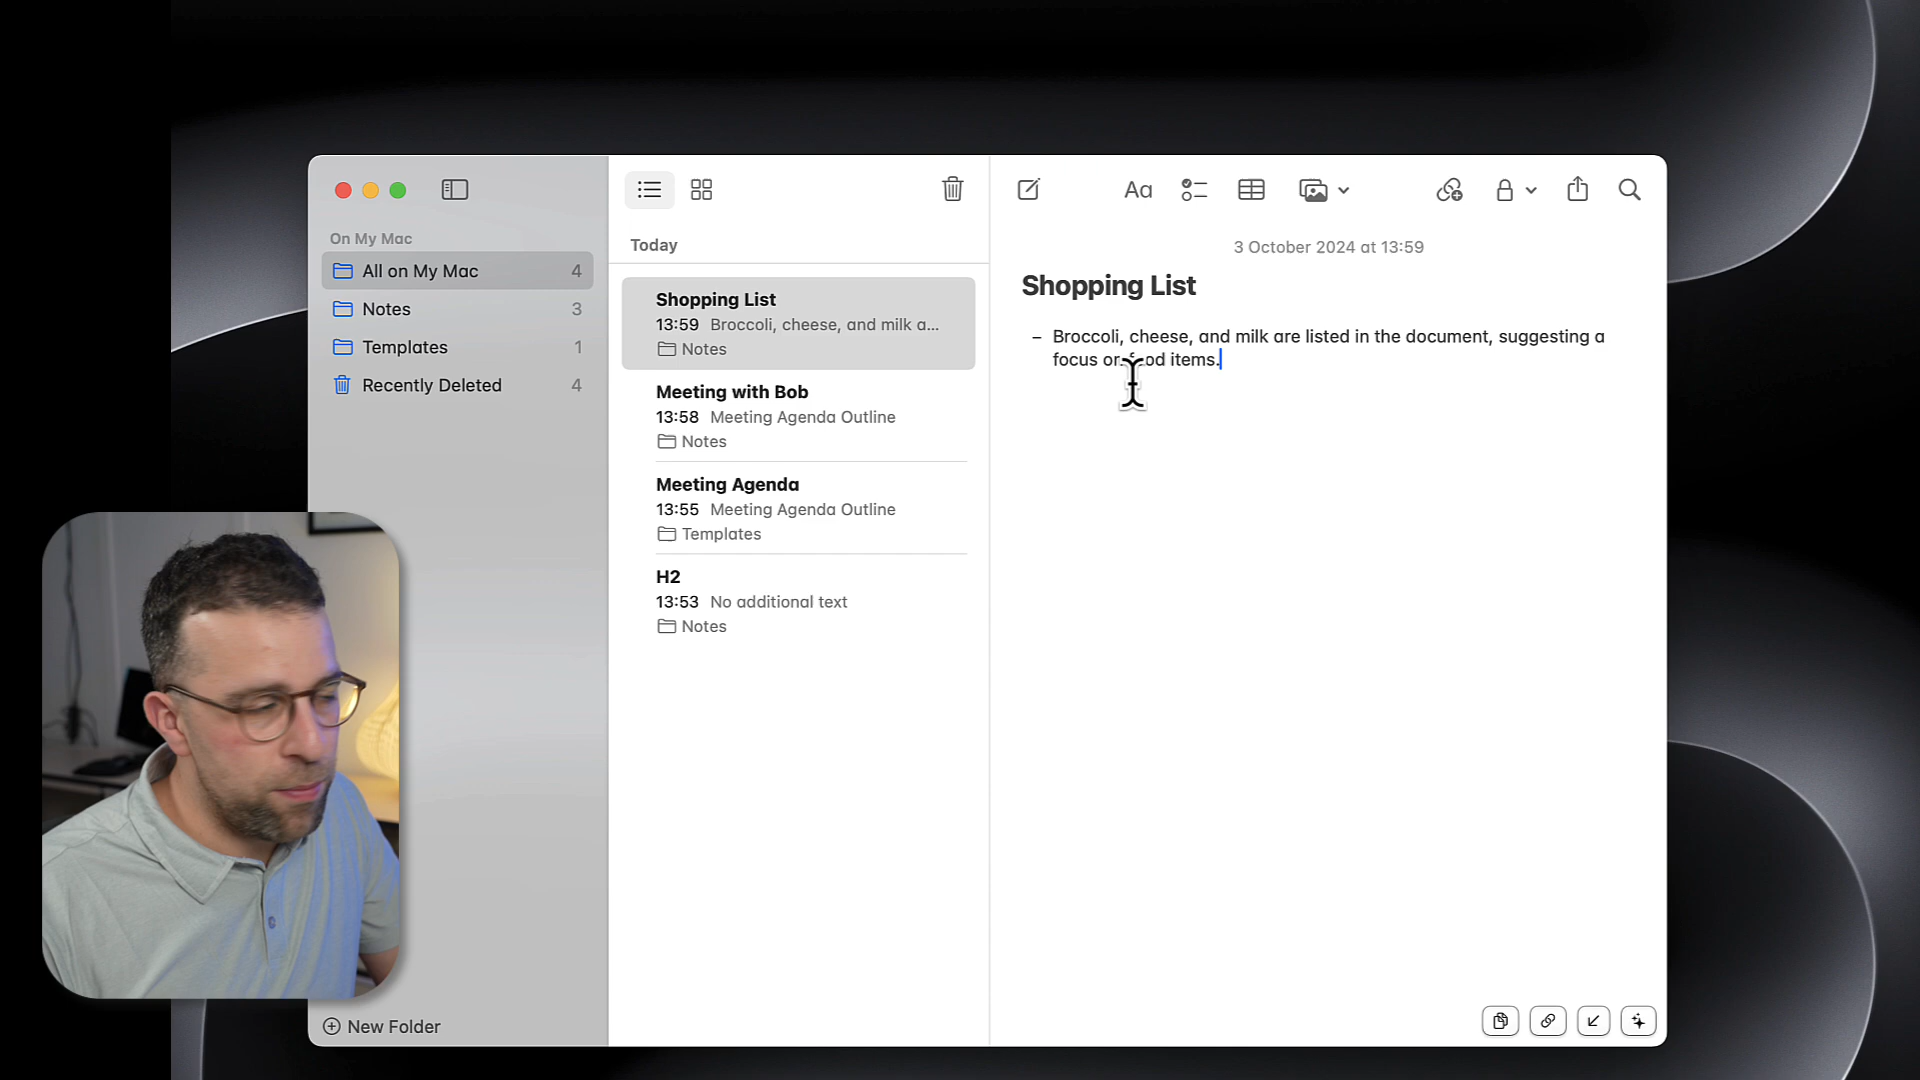 On My Mac
All on My Mac 4
Notes 3
Templates 1
Recently Deleted 4
New Folder
Today
Shopping List
13:59 Broccoli, cheese, and milk a...
Notes
Meeting with Bob
13:58 Meeting Agenda Outline
Notes
Meeting Agenda
13:55 Meeting Agenda Outline
Templates
H2
13:53 No additional text
Notes
Aa
3 October 2024 at 13:59
Shopping List
– Broccoli, cheese, and milk are listed in the document, suggesting a
focus items.